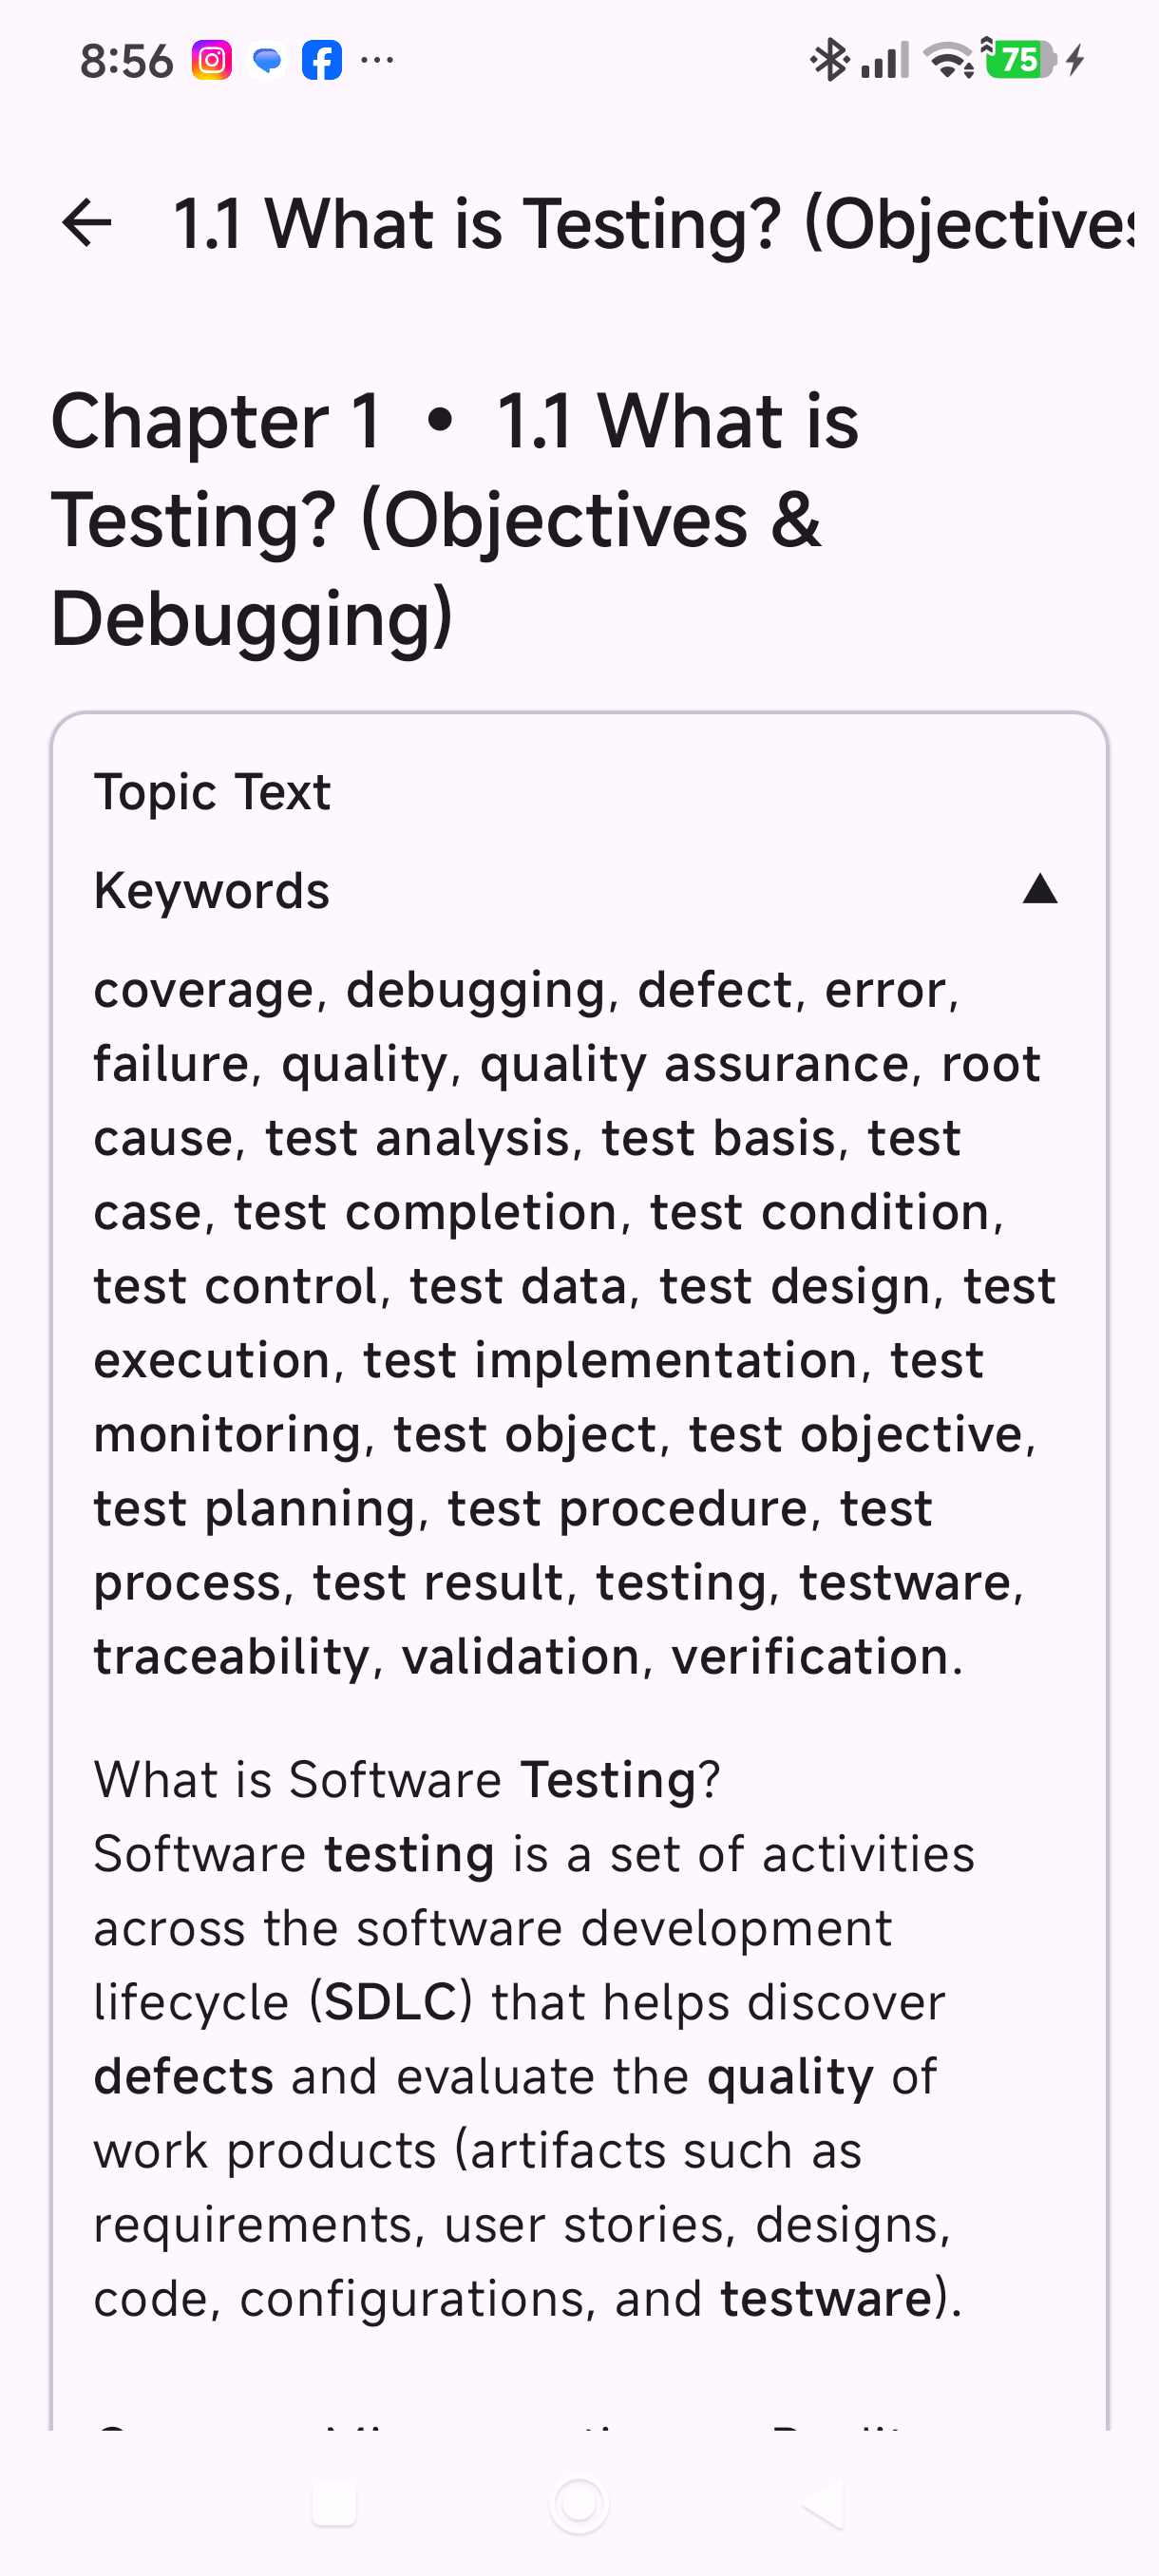 8:56
75
1.1 What is Testing? (Objectives
Chapter 1 • 1.1 What is
Testing? (Objectives &
Debugging)
Topic Text
Keywords
coverage, debugging, defect, error,
failure, quality, quality assurance, root
cause, test analysis, test basis, test
case, test completion, test condition,
test control, test data, test design, test
execution, test implementation, test
monitoring, test object, test objective,
test planning, test procedure, test
process, test result, testing, testware,
traceability, validation, verification.
What is Software Testing?
Software testing is a set of activities
across the software development
lifecycle (SDLC) that helps discover
defects and evaluate the quality of
work products (artifacts such as
requirements, user stories, designs,
code, configurations, and testware).